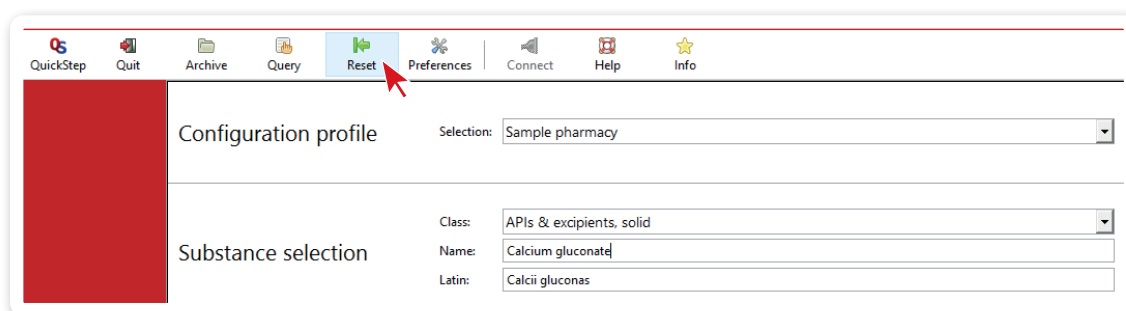 QS
QuickStep Quit Archive Query Reset Preferences Connect Help Info
Configuration profile Selection: Sample pharmacy
Class: APIs & excipients, solid
Substance selection Name: Calcium gluconate
Latin: Calcii gluconas